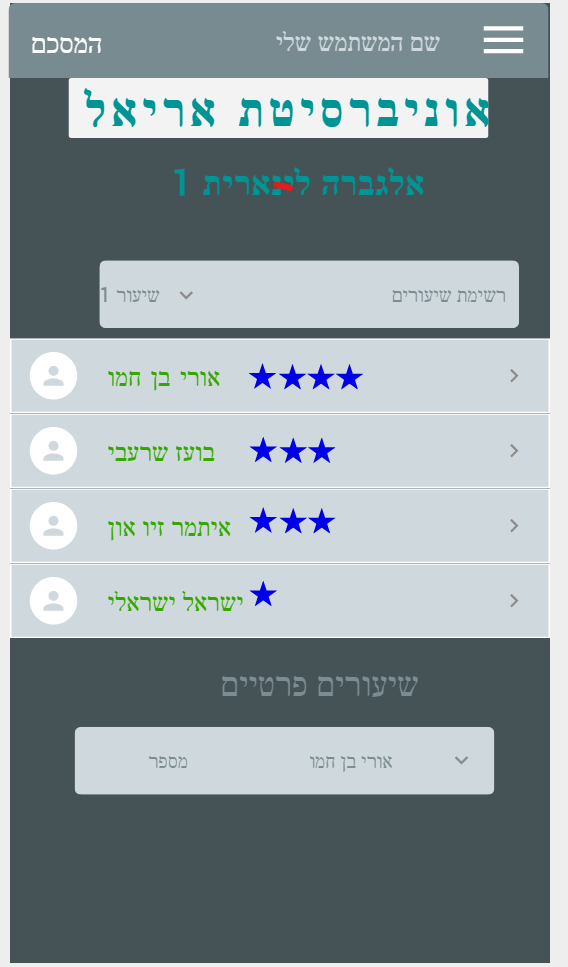 שם המשתמש שלי המסכם
אוניברסיטת אריאל
אלגברה לינארית 1
רשימת שיעורים שיעור 1
אורי בן חמו
בועז שרעבי
איתמר זיו און
ישראל ישראלי
שיעורים פרטיים
אורי בן חמו מספר